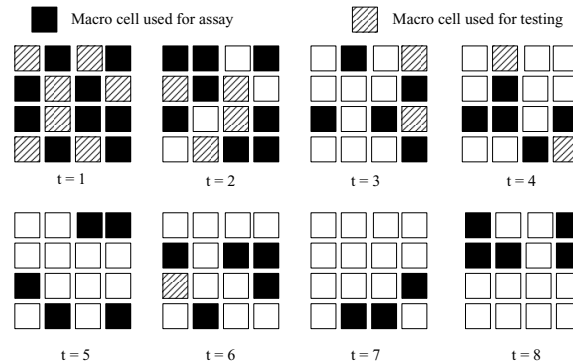 Macro cell used for assay Macro cell used for testing
t = 1 t = 2 t = 3 t = 4
t = 5 t = 6 t = 7 t = 8